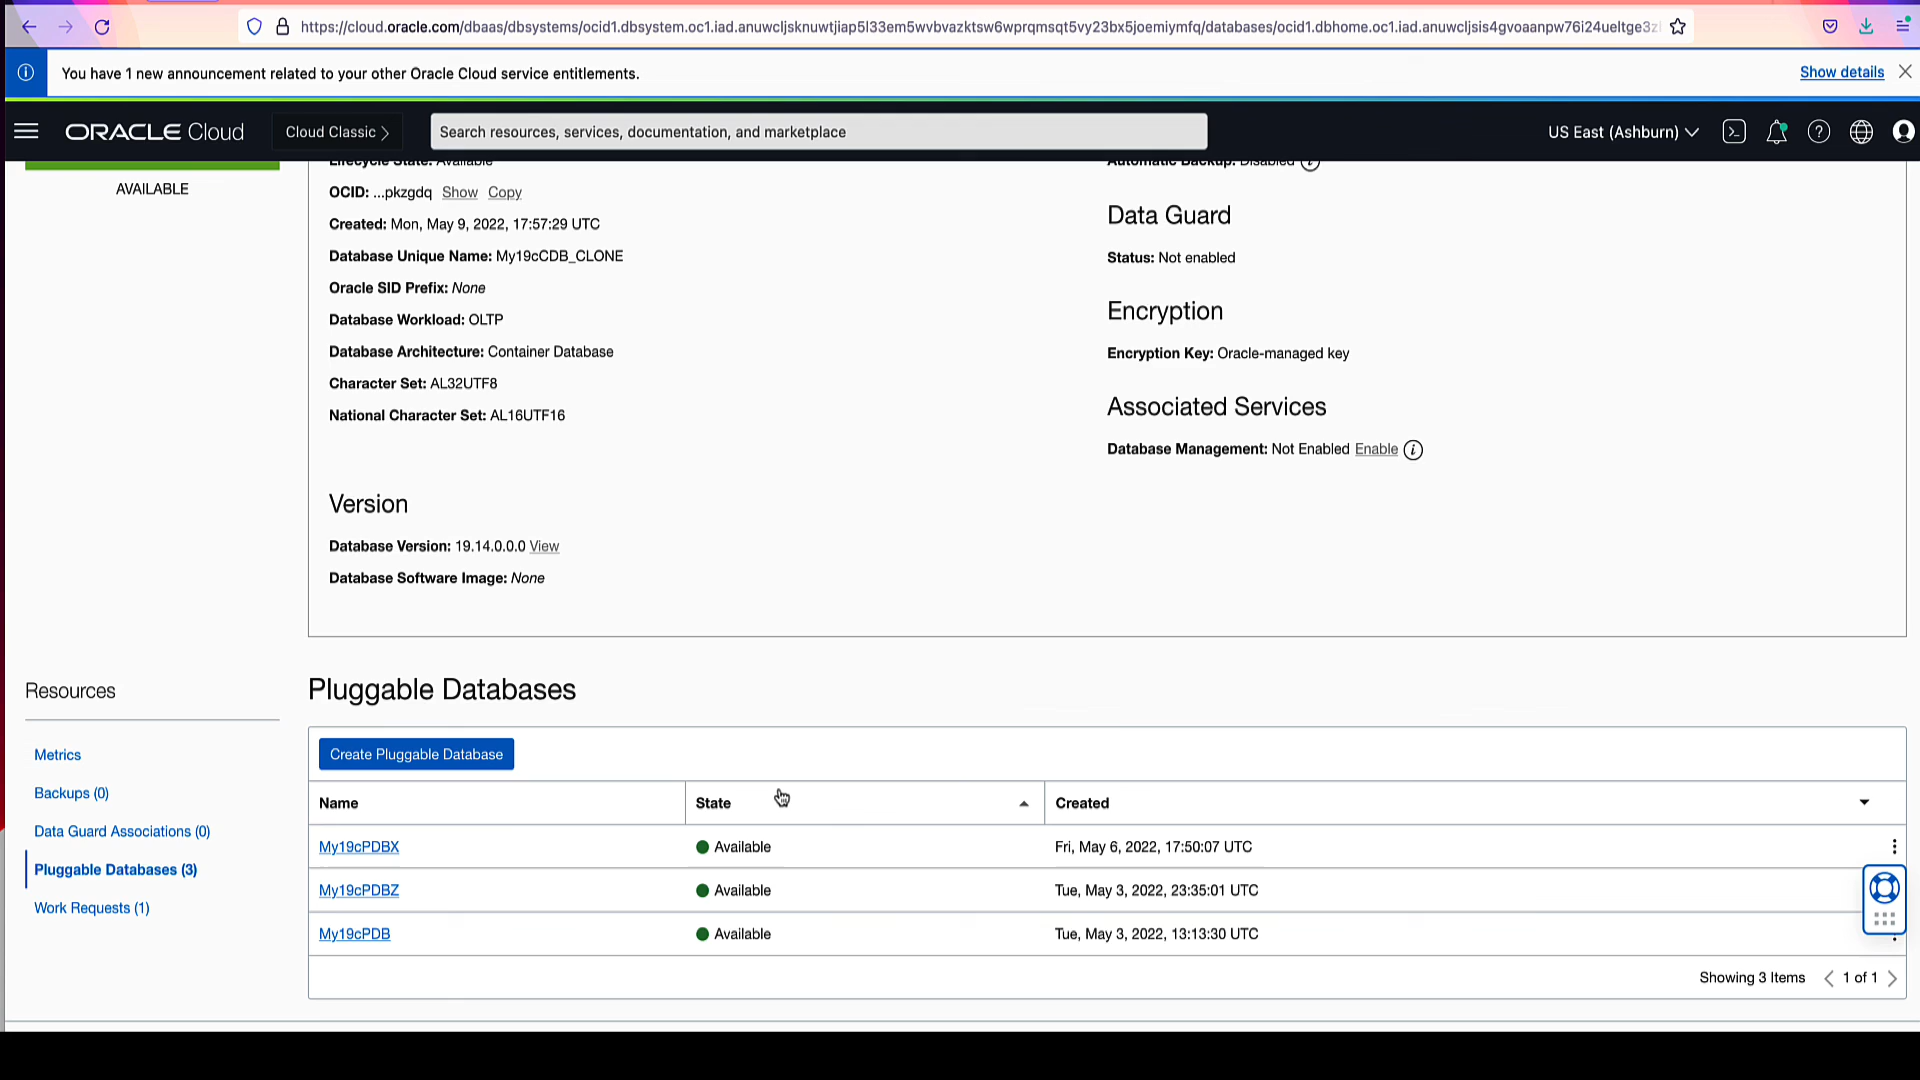 https://cloud.oracle.com/dbaas/dbsystems/ocid1.dbsystem.oc1.iad.anuwcljsknuwtjiap5l33em5wvbvazktsw6wprqmsqt5vy23bx5joemiymfq/databases/ocid1.dbhome.oc1.iad.anuwcljsis4gvoaanpw76i24ueltge3z
You have 1 new announcement related to your other Oracle Cloud service entitlements.
Show details
ORACLE Cloud
Cloud Classic >
Search resources, services, documentation, and marketplace
US East (Ashburn)
AVAILABLE
Lifecycle State: Available
OCID: ...pkzgdq Show Copy
Created: Mon, May 9, 2022, 17:57:29 UTC
Database Unique Name: My19cCDB_CLONE
Oracle SID Prefix: None
Database Workload: OLTP
Database Architecture: Container Database
Character Set: AL32UTF8
National Character Set: AL16UTF16
Version
Database Version: 19.14.0.0.0 View
Database Software Image: None
Automatic Backup: Disabled
Data Guard
Status: Not enabled
Encryption
Encryption Key: Oracle-managed key
Associated Services
Database Management: Not Enabled Enable
Resources
Metrics
Backups (0)
Data Guard Associations (0)
Pluggable Databases (3)
Work Requests (1)
Pluggable Databases
Create Pluggable Database
Name State Created
My19cPDBX Available Fri, May 6, 2022, 17:50:07 UTC
My19cPDBZ Available Tue, May 3, 2022, 23:35:01 UTC
My19cPDB Available Tue, May 3, 2022, 13:13:30 UTC
Showing 3 Items < 1 of 1 >